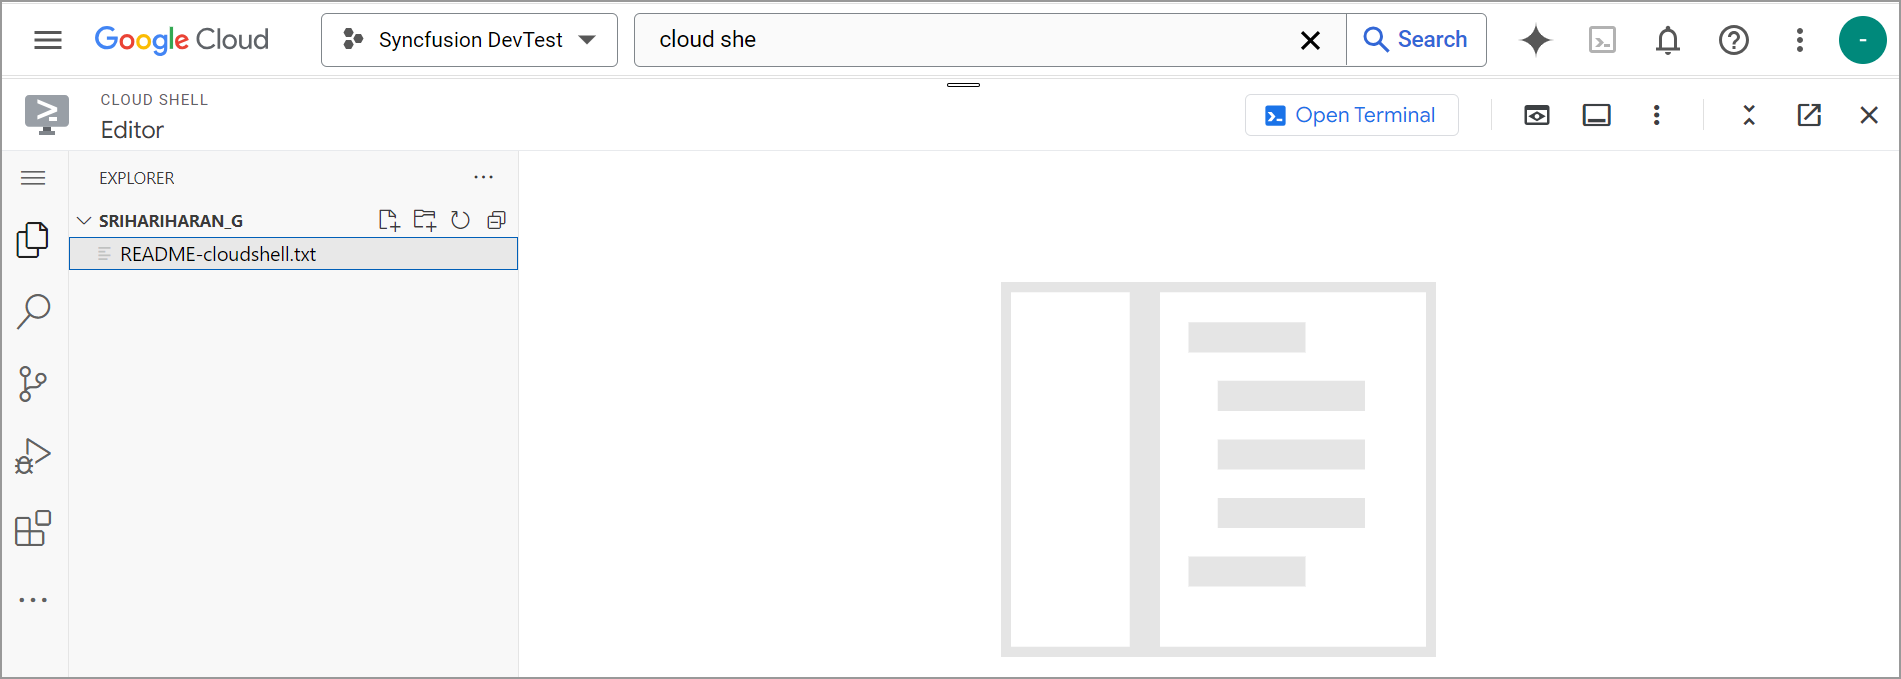 Google Cloud
Syncfusion DevTest
cloud she
Search
-
CLOUD SHELL
Editor
Open Terminal
EXPLORER
SRIHARIHARAN_G
README-cloudshell.txt